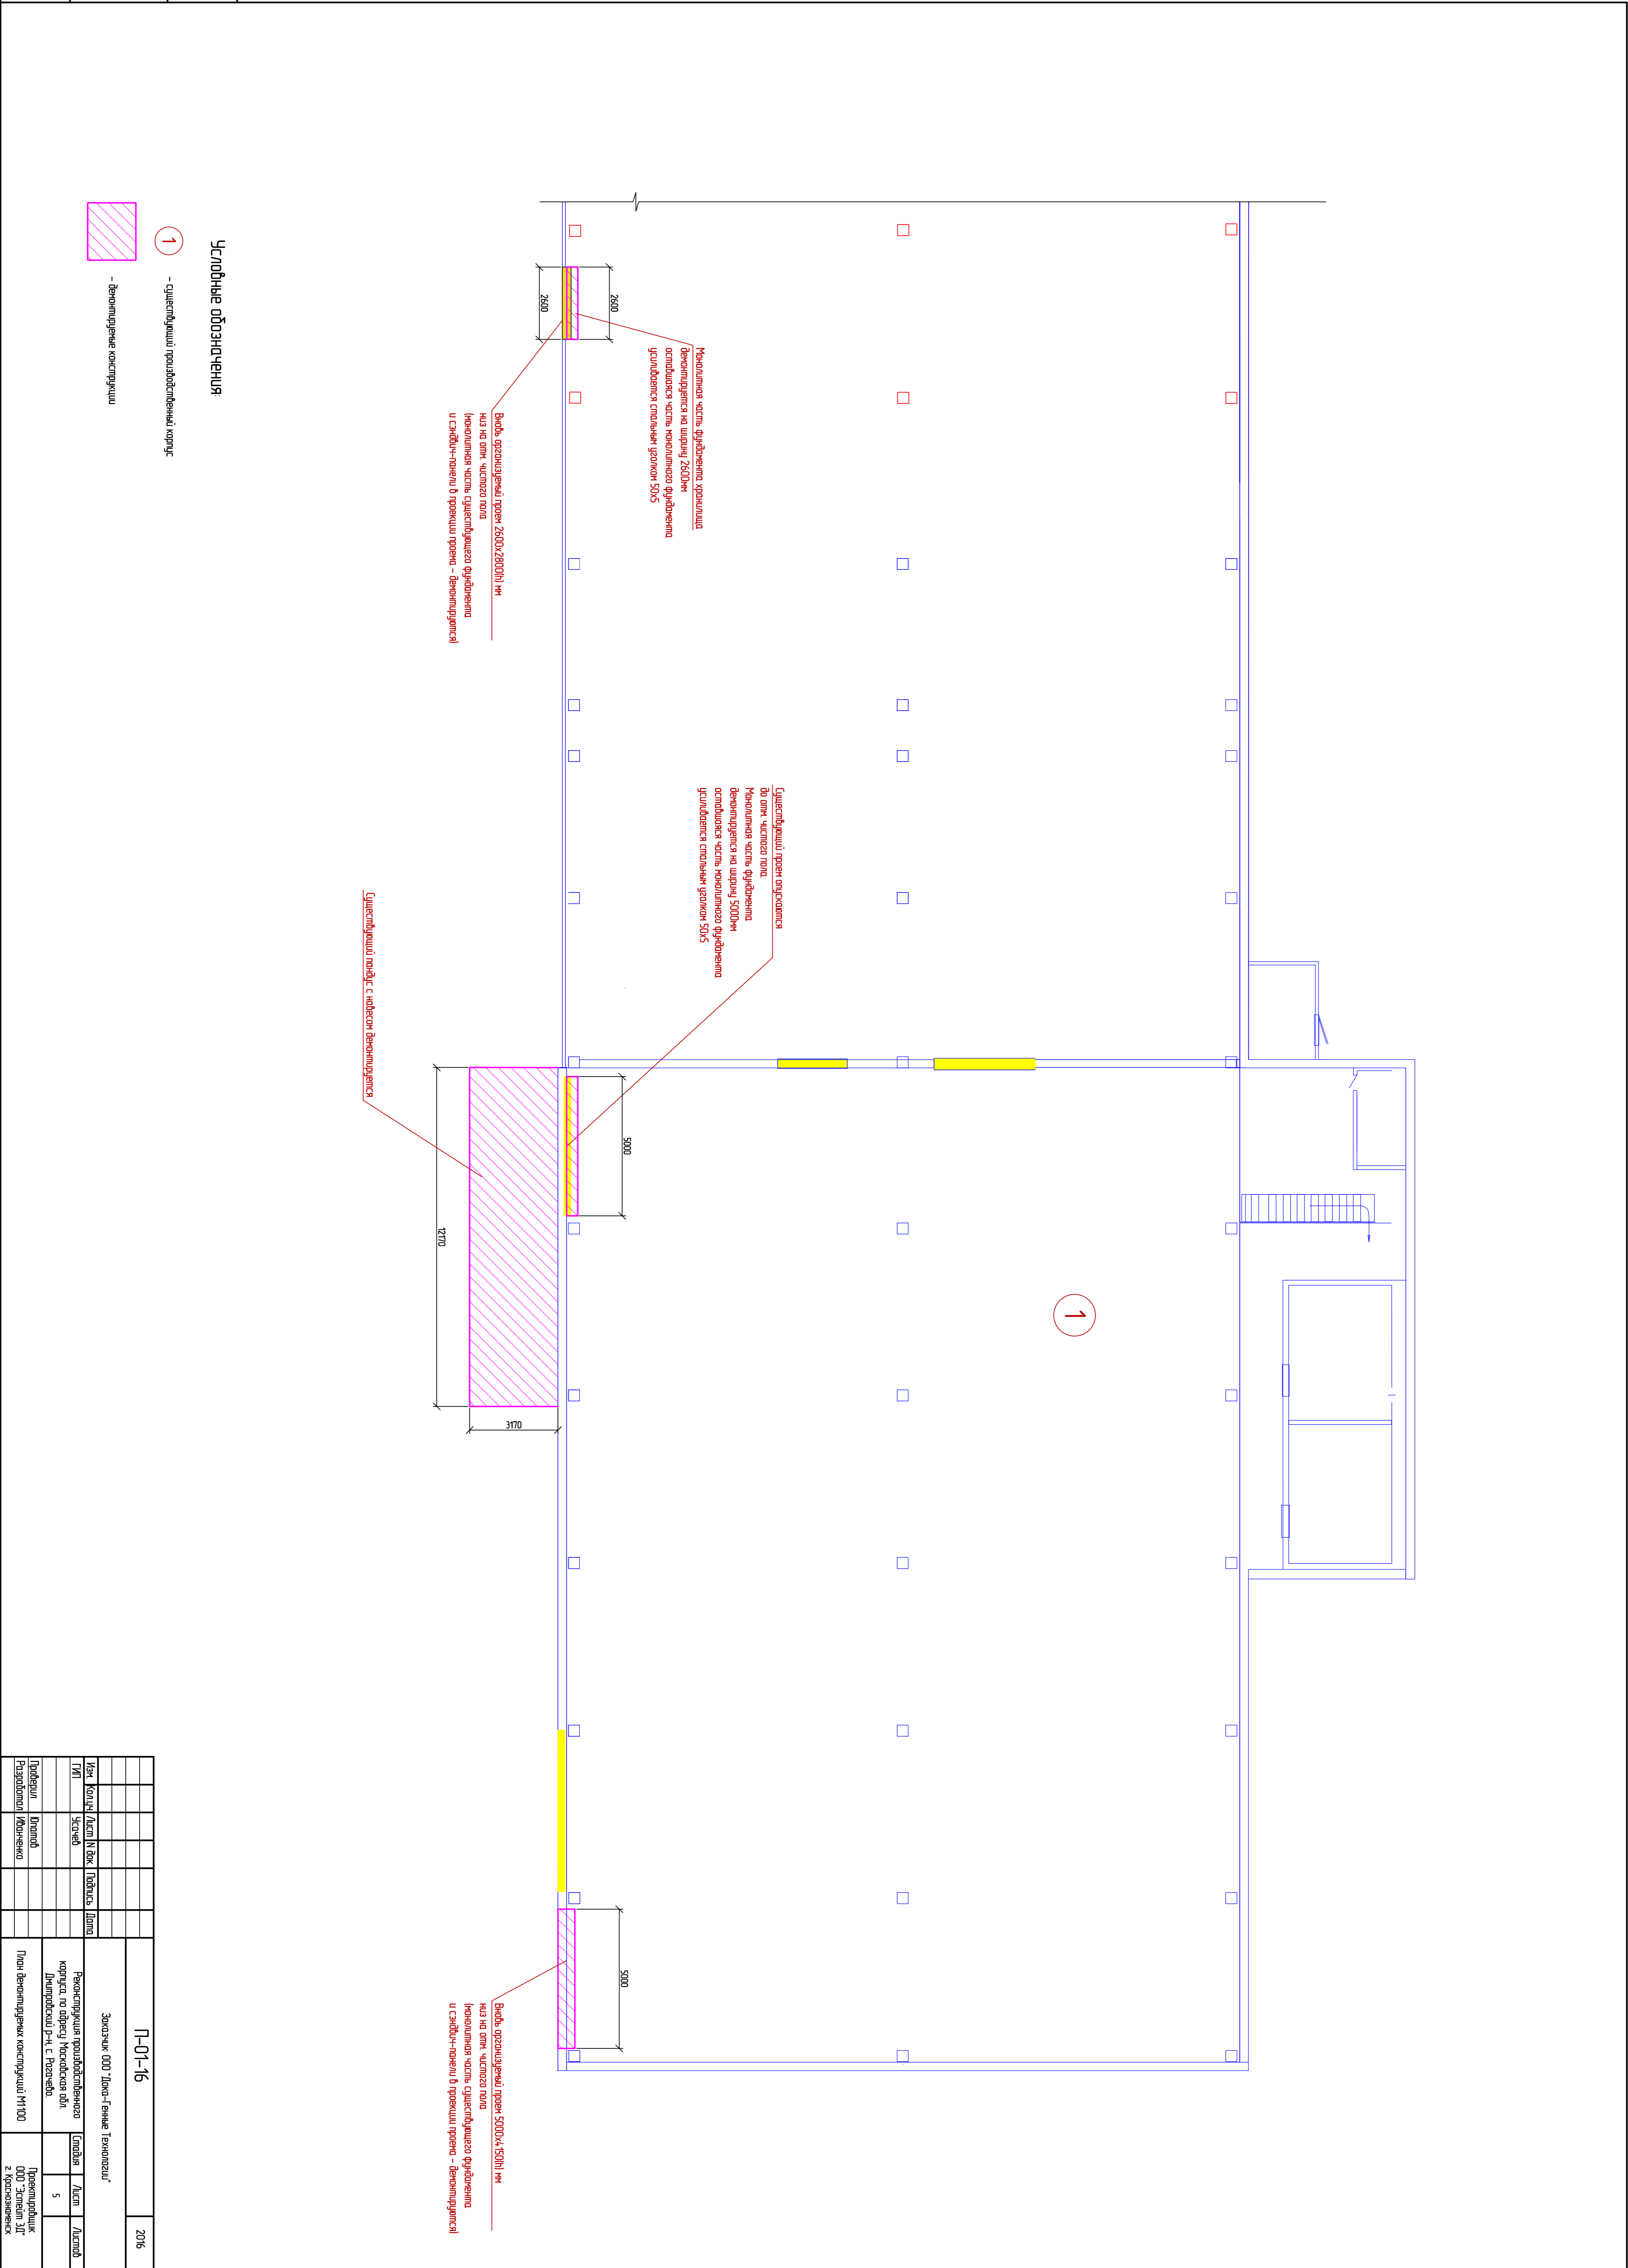 2600
2600
Монолитная часть фундамента хранилища
демонтируется на ширину 2600мм
оставшаяся часть монолитного фундамента
усиливается стальным уголком 50х5
Вновь организуемый проем 2600х2800(h) мм
низ на отм. чистого пола
(монолитная часть существующего фундамента
и сэндвич-панели в проекции проема - демонтируются)
Существующий проем опускаются
до отм. чистого пола.
Монолитная часть фундамента
демонтируется на ширину 5000мм
оставшаяся часть монолитного фундамента
усиливается стальным уголком 50х5
Существующий пандус с навесом демонтируется
5000
12170
3170
1
5000
Вновь организуемый проем 5000х4150(h) мм
низ на отм. чистого пола
(монолитная часть существующего фундамента
и сэндвич-панели в проекции проема - демонтируются)
Условные обозначения:
1
- существующий производственный корпус
- демонтируемые конструкции
П-01-16
2016
Заказчик ООО "Дока-Генные Технологии"
Изм. Кол.уч. Лист N док. Подпись Дата
ГИП Усачев
Проверил Юпатов
Разработал Иванченко
Реконструкция производственного
корпуса, по адресу Московская обл.
Дмитровский р-н, с. Рогачево.
Стадия Лист Листов
5
План демонтируемых конструкций М1:100
Проектировщик
ООО "Эстейт 3Д"
г. Краснознаменск